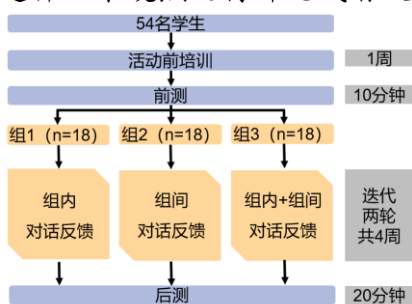 54名学生
活动前培训 1周
前测 10分钟
组1（n=18） 组2（n=18） 组3（n=18）
组内 组间 组内+组间
对话反馈 对话反馈 对话反馈
迭代
两轮
共4周
后测 20分钟